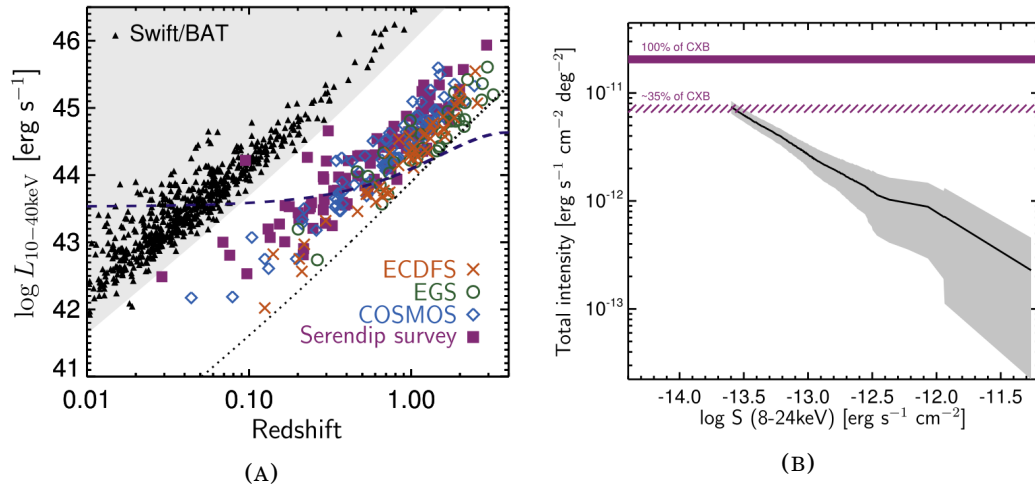 46
45
44
43
42
41
log L10−40keV [erg s−1]
▲ Swift/BAT
ECDFS ×
EGS ○
COSMOS ◇
Serendip survey ■
0.01 0.10 1.00
Redshift
(A)
100% of CXB
~35% of CXB
10−11
10−12
10−13
Total intensity [erg s−1 cm−2 deg−2]
-14.0 -13.5 -13.0 -12.5 -12.0 -11.5
log S (8-24keV) [erg s−1 cm−2]
(B)